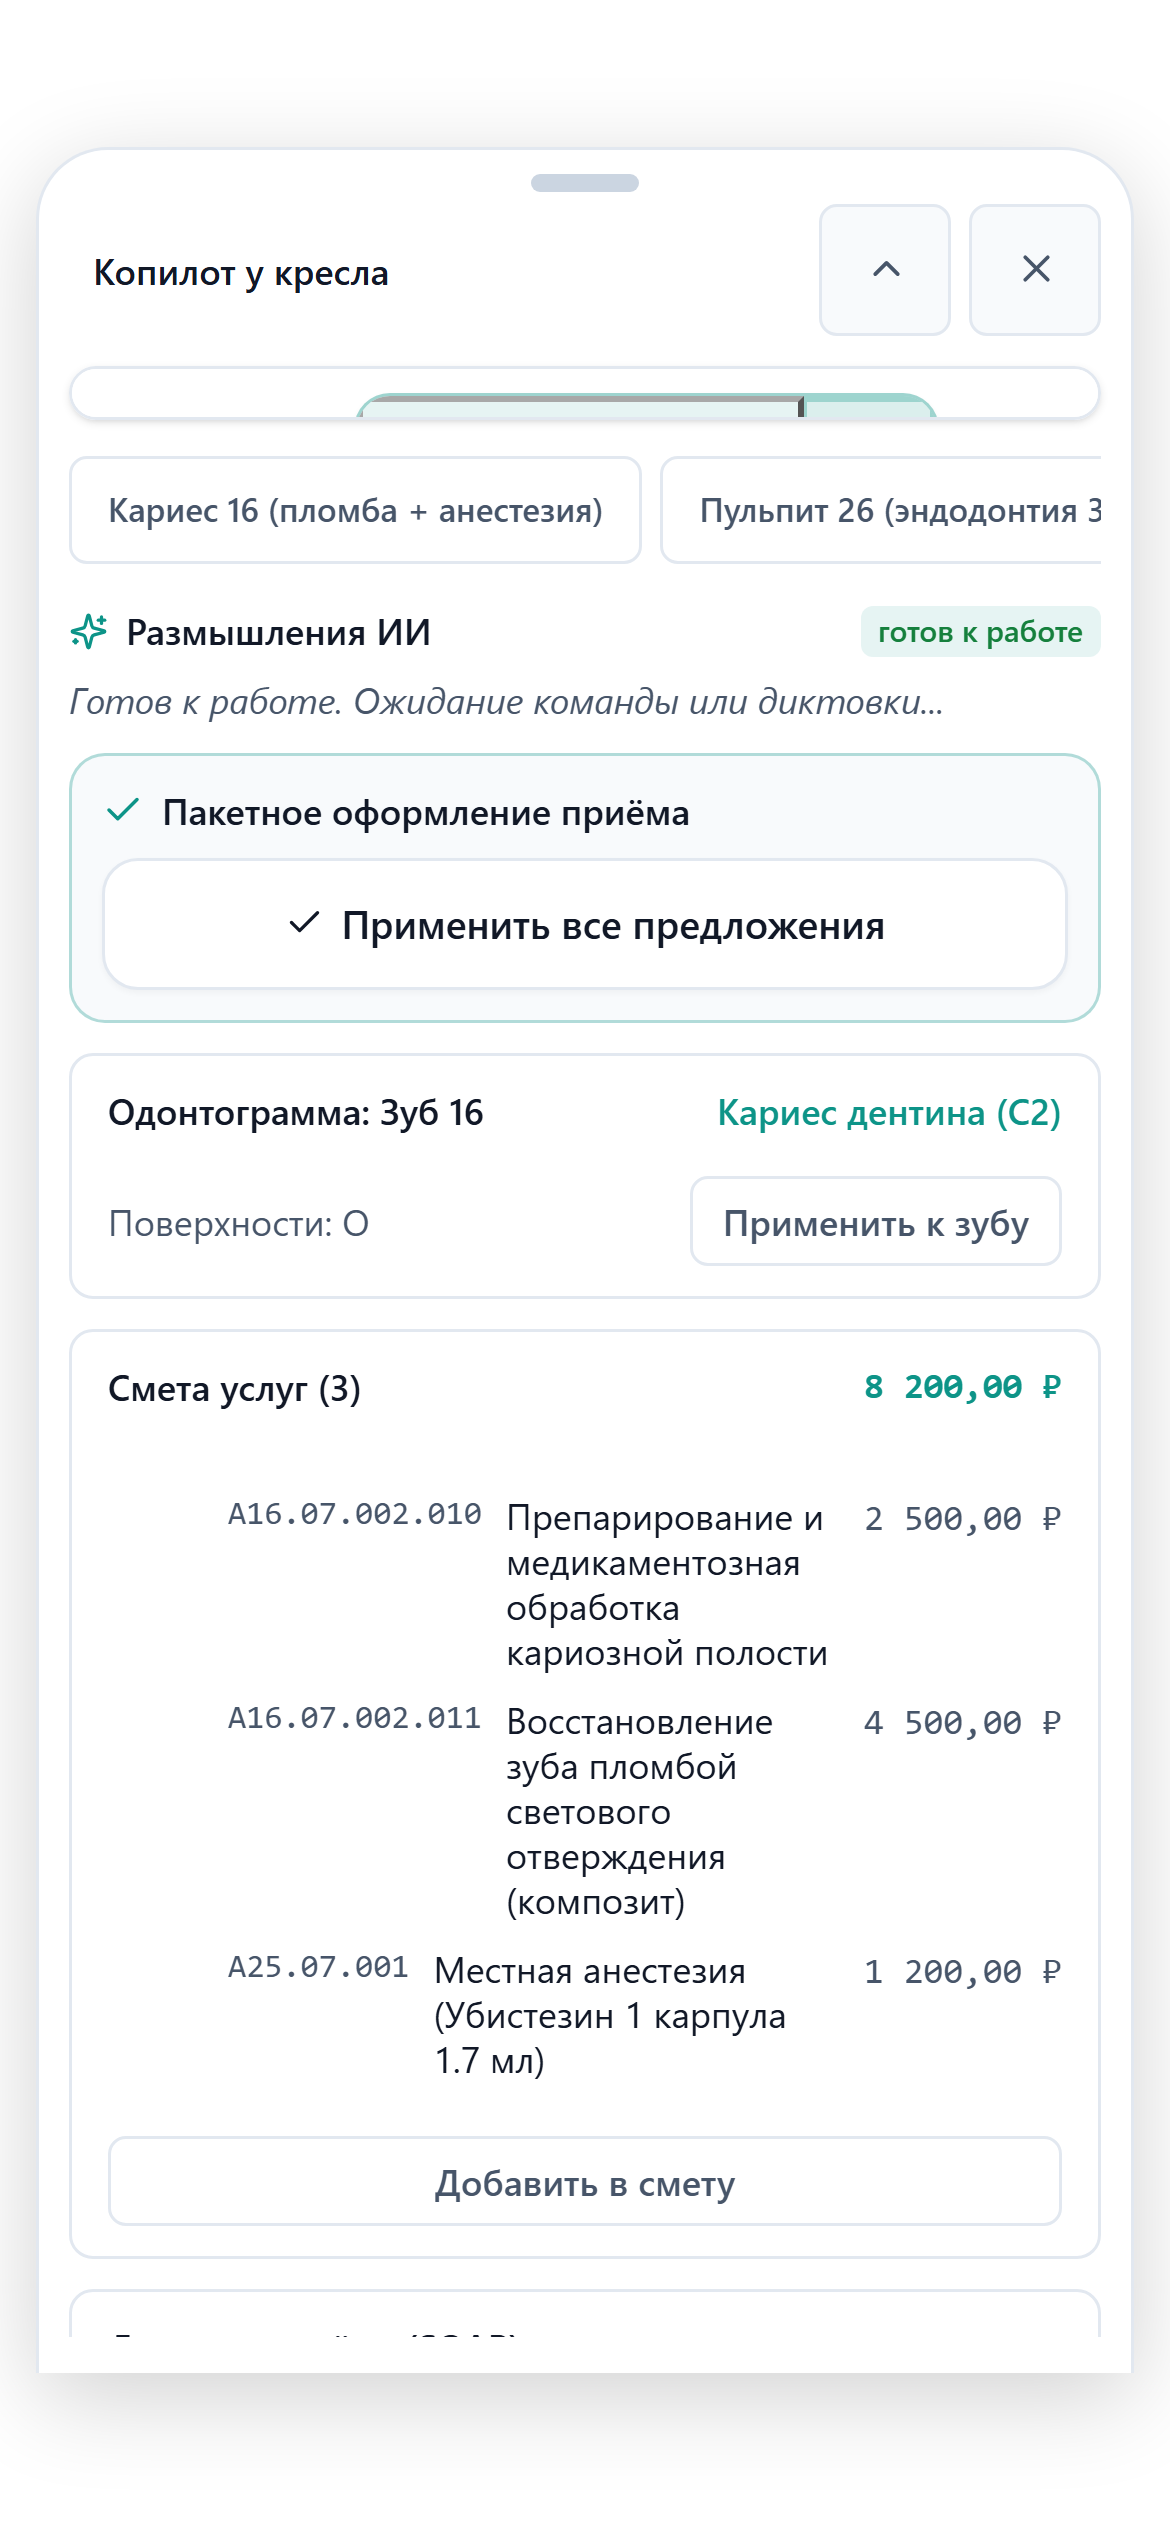 Копилот у кресла
Кариес 16 (пломба + анестезия)
Пульпит 26 (эндодонтия 3
Размышления ИИ
готов к работе
Готов к работе. Ожидание команды или диктовки...
Пакетное оформление приёма
Применить все предложения
Одонтограмма: Зуб 16
Кариес дентина (C2)
Поверхности: O
Применить к зубу
Смета услуг (3)
8 200,00 ₽
A16.07.002.010
Препарирование и
2 500,00 ₽
медикаментозная
обработка
кариозной полости
A16.07.002.011
Восстановление
4 500,00 ₽
зуба пломбой
светового
отверждения
(композит)
A25.07.001
Местная анестезия
1 200,00 ₽
(Убистезин 1 карпула
1.7 мл)
Добавить в смету
(SOAP)